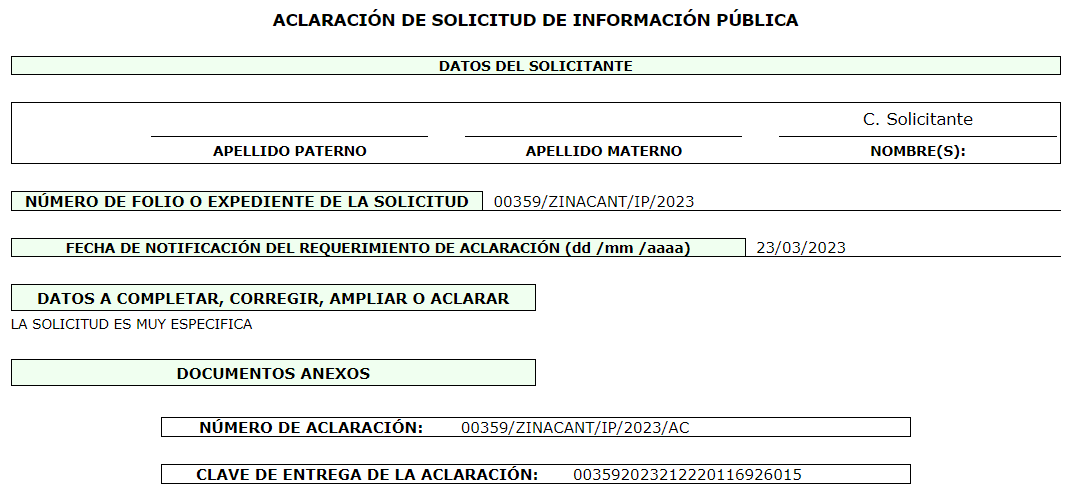 ACLARACIÓN DE SOLICITUD DE INFORMACIÓN PÚBLICA
DATOS DEL SOLICITANTE
C. Solicitante
APELLIDO PATERNO APELLIDO MATERNO NOMBRE(S):
NÚMERO DE FOLIO O EXPEDIENTE DE LA SOLICITUD 00359/ZINACANT/IP/2023
FECHA DE NOTIFICACIÓN DEL REQUERIMIENTO DE ACLARACIÓN (dd /mm /aaaa) 23/03/2023
DATOS A COMPLETAR, CORREGIR, AMPLIAR O ACLARAR
LA SOLICITUD ES MUY ESPECIFICA
DOCUMENTOS ANEXOS
NÚMERO DE ACLARACIÓN: 00359/ZINACANT/IP/2023/AC
CLAVE DE ENTREGA DE LA ACLARACIÓN: 003592023212220116926015